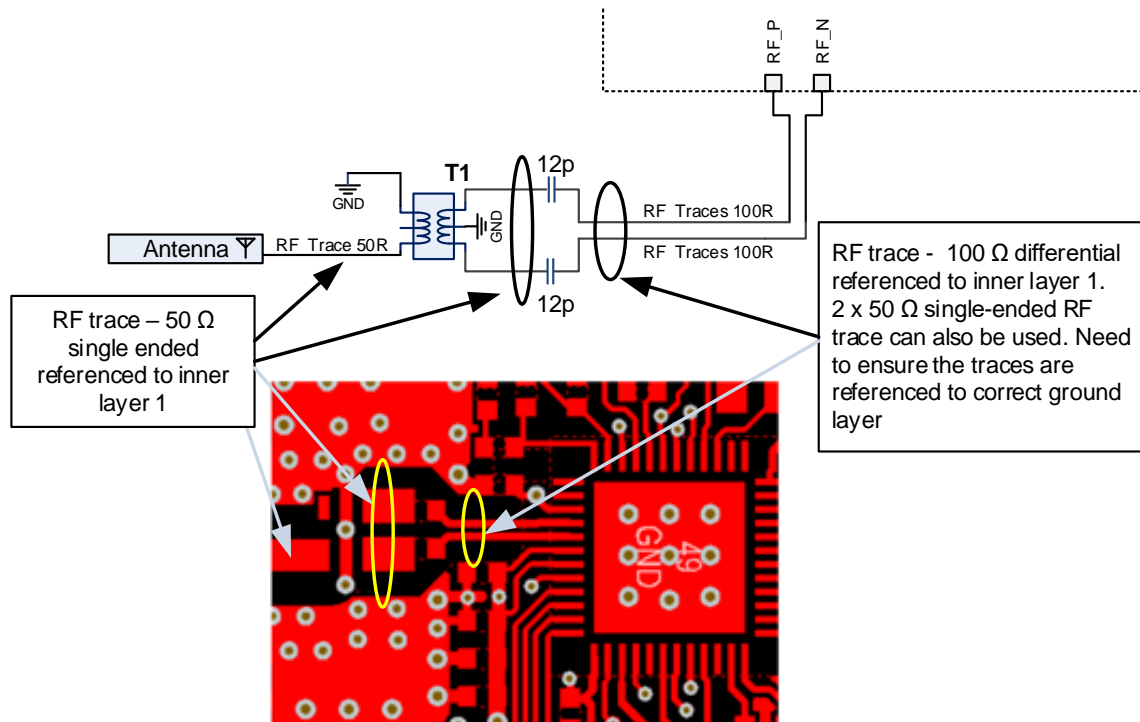 RF_P
RF_N
T1
12p
GND
GND
RF Traces 100R
Antenna
RF Trace 50R
RF Traces 100R
12p
RF trace – 50 Ω
single ended
referenced to inner
layer 1
RF trace - 100 Ω differential
referenced to inner layer 1.
2 x 50 Ω single-ended RF
trace can also be used. Need
to ensure the traces are
referenced to correct ground
layer
49
GND